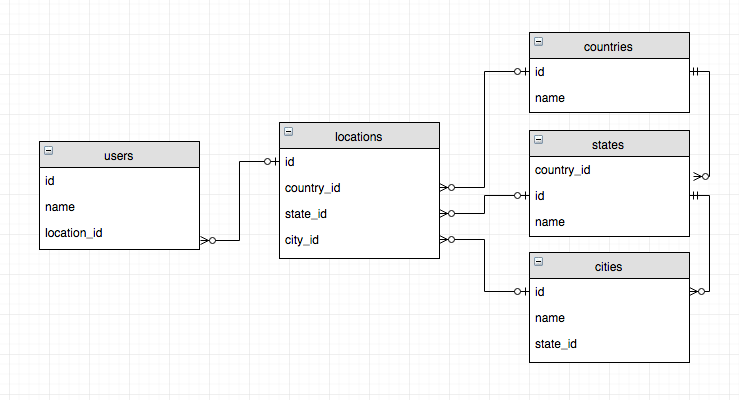 users
id
name
location_id
locations
id
country_id
state_id
city_id
countries
id
name
states
country_id
id
name
cities
id
name
state_id